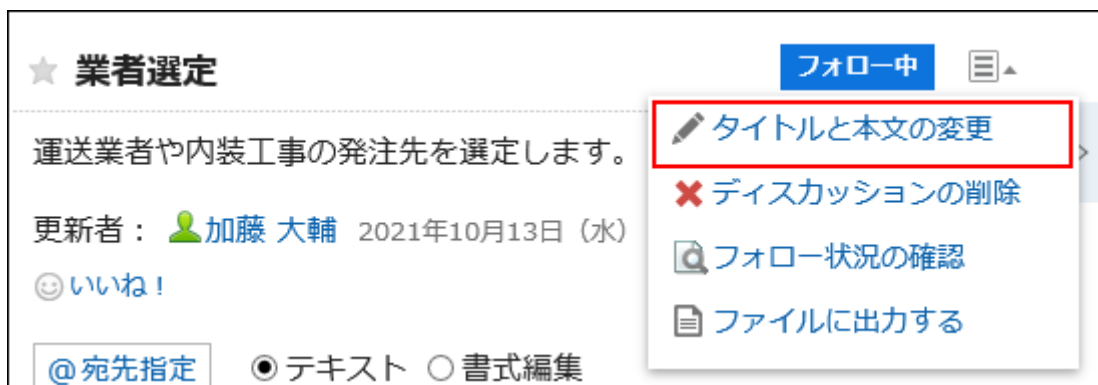 業者選定
フォロー中
タイトルと本文の変更
運送業者や内装工事の発注先を選定します。
ディスカッションの削除
更新者： 加藤 大輔 2021年10月13日（水）
フォロー状況の確認
いいね！
ファイルに出力する
@宛先指定 テキスト 書式編集